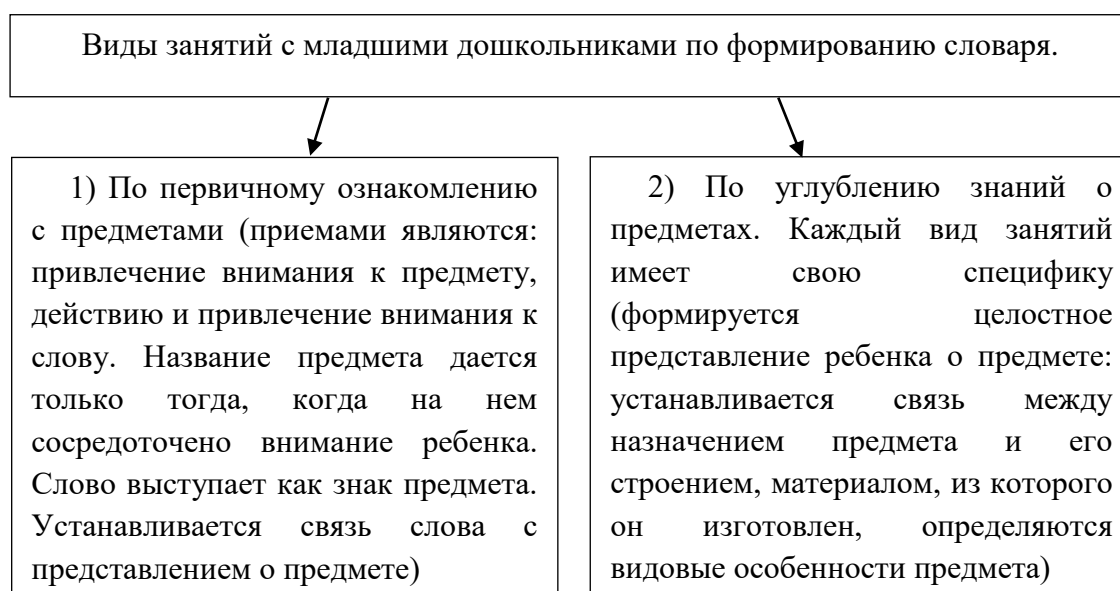 Виды занятий с младшими дошкольниками по формированию словаря.
1) По первичному ознакомлению
с предметами (приемами являются:
привлечение внимания к предмету,
действию и привлечение внимания к
слову. Название предмета дается
только тогда, когда на нем
сосредоточено внимание ребенка.
Слово выступает как знак предмета.
Устанавливается связь слова с
представлением о предмете)
2) По углублению знаний о
предметах. Каждый вид занятий
имеет свою специфику
(формируется целостное
представление ребенка о предмете:
устанавливается связь между
назначением предмета и его
строением, материалом, из которого
он изготовлен, определяются
видовые особенности предмета)